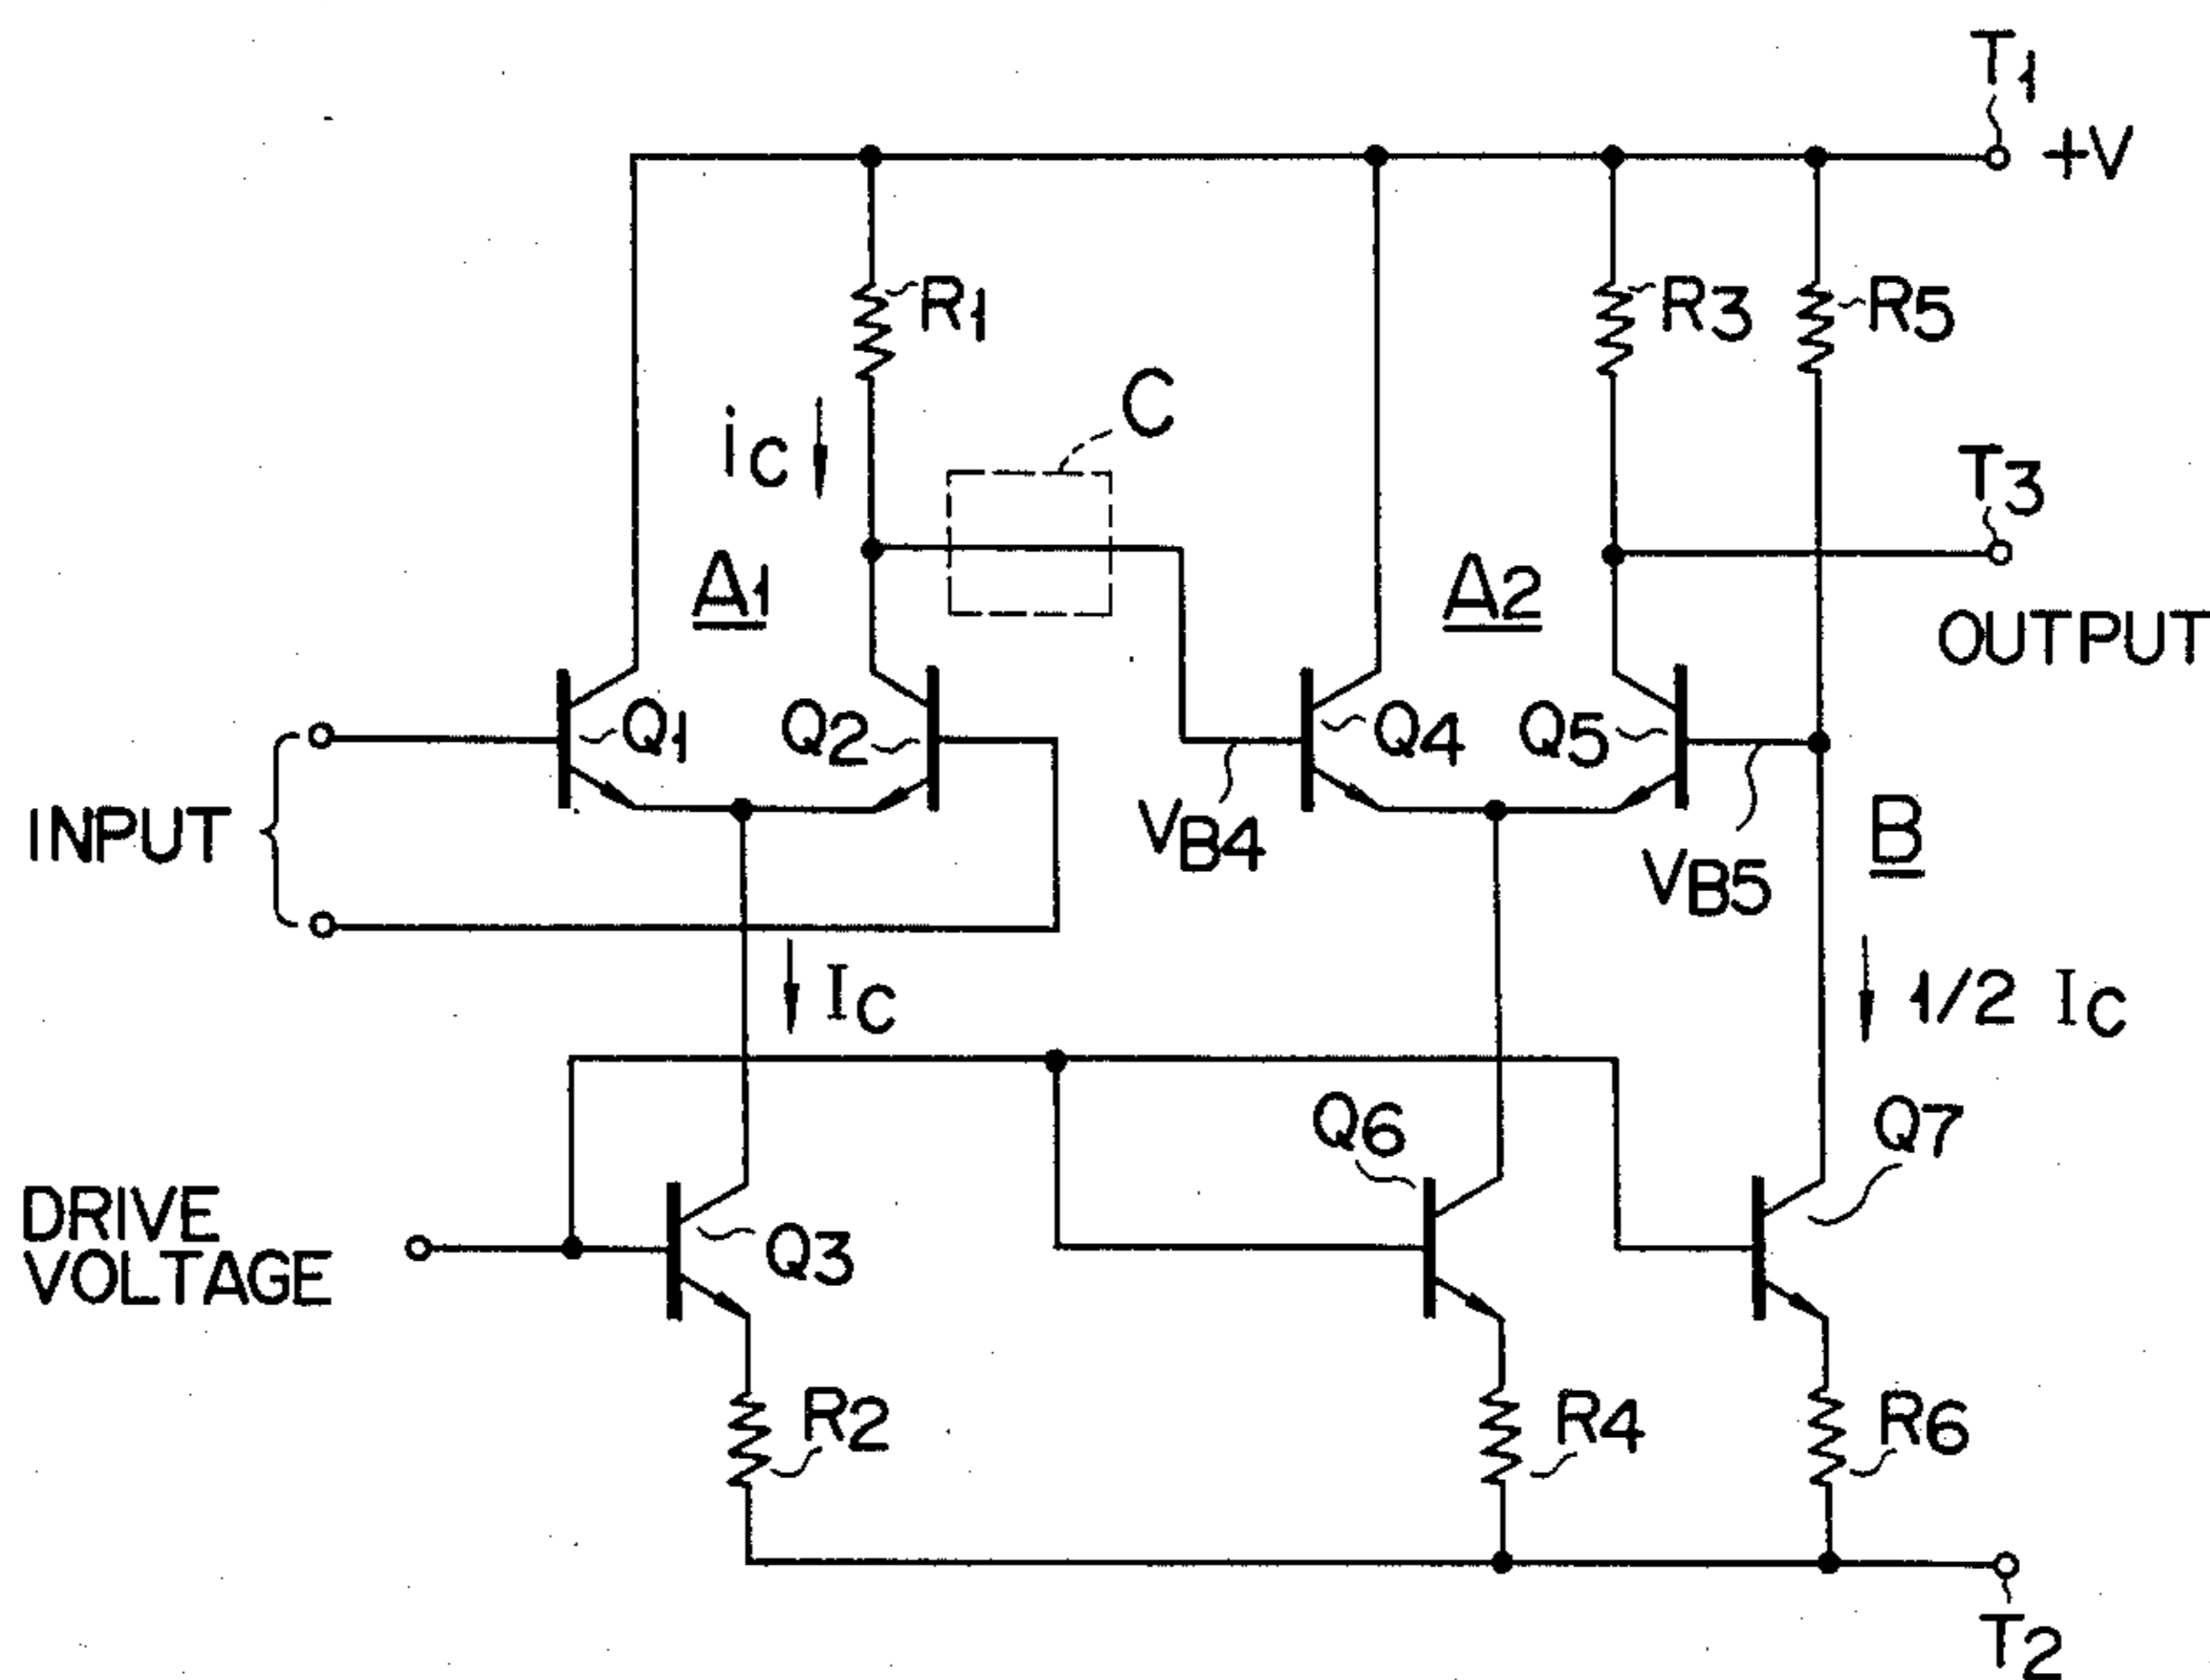 T1
+V
R1
R3
R5
C
iC
T3
A1
A2
OUTPUT
Q1
Q2
Q4
Q5
INPUT
VB4
VB5
B
IC
1/2 IC
Q6
Q7
DRIVE
VOLTAGE
Q3
R2
R4
R6
T2